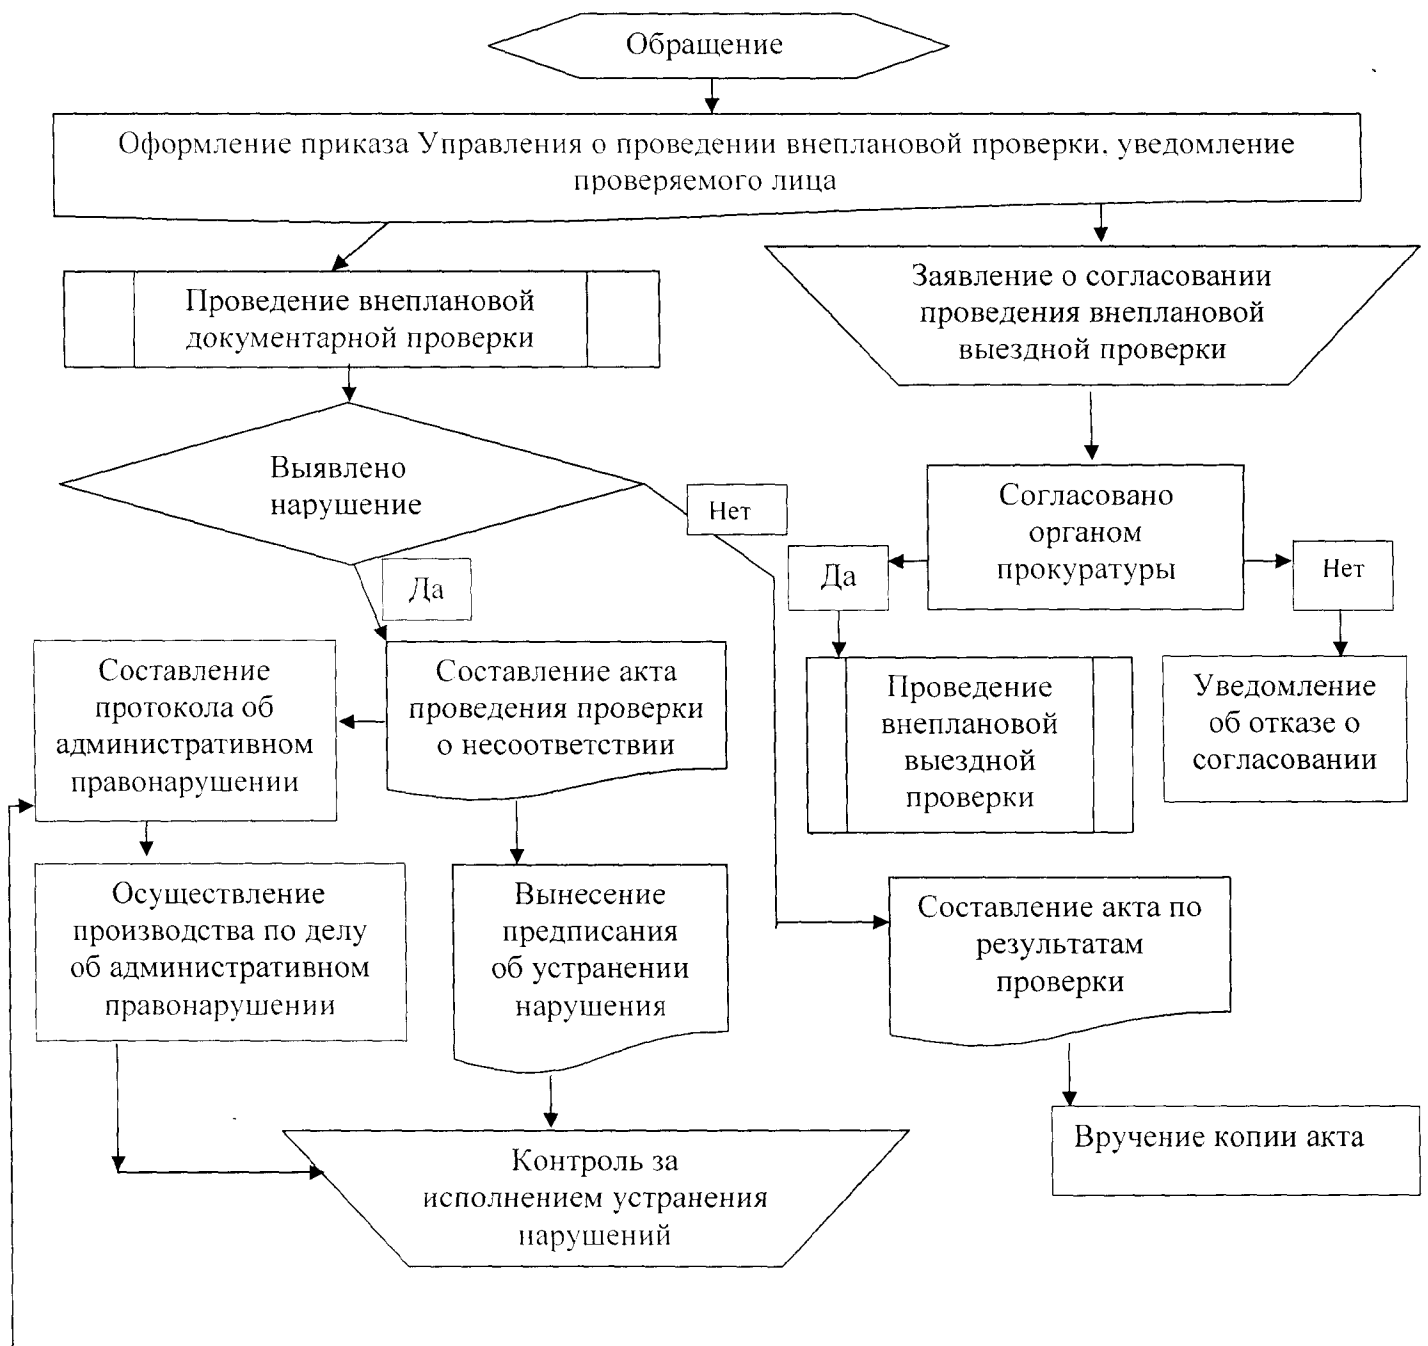 Обращение
Оформление приказа Управления о проведении внеплановой проверки, уведомление
проверяемого лица
Проведение внеплановой
документарной проверки
Заявление о согласовании
проведения внеплановой
выездной проверки
Выявлено
нарушение
Нет
Да
Согласовано
органом
прокуратуры
Да
Нет
Составление
протокола об
административном
правонарушении
Составление акта
проведения проверки
о несоответствии
Проведение
внеплановой
выездной
проверки
Уведомление
об отказе о
согласовании
Осуществление
производства по делу
об административном
правонарушении
Вынесение
предписания
об устранении
нарушения
Составление акта по
результатам
проверки
Вручение копии акта
Контроль за
исполнением устранения
нарушений